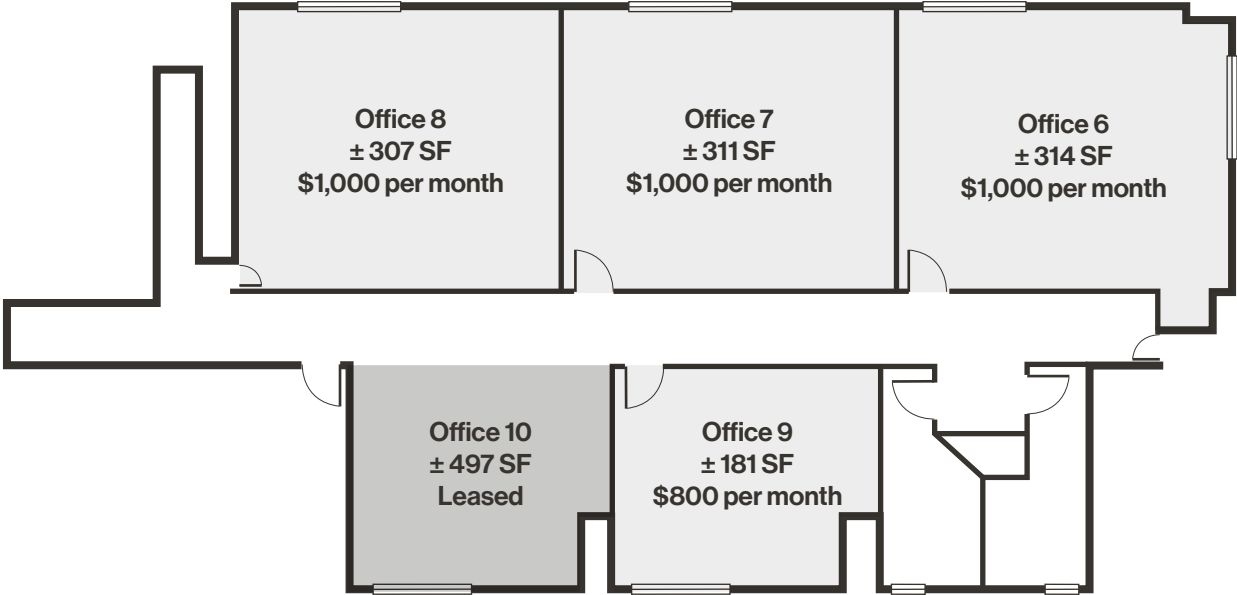 Office 8
± 307 SF
$1,000 per month
Office 7
± 311 SF
$1,000 per month
Office 6
± 314 SF
$1,000 per month
Office 10
± 497 SF
Leased
Office 9
± 181 SF
$800 per month